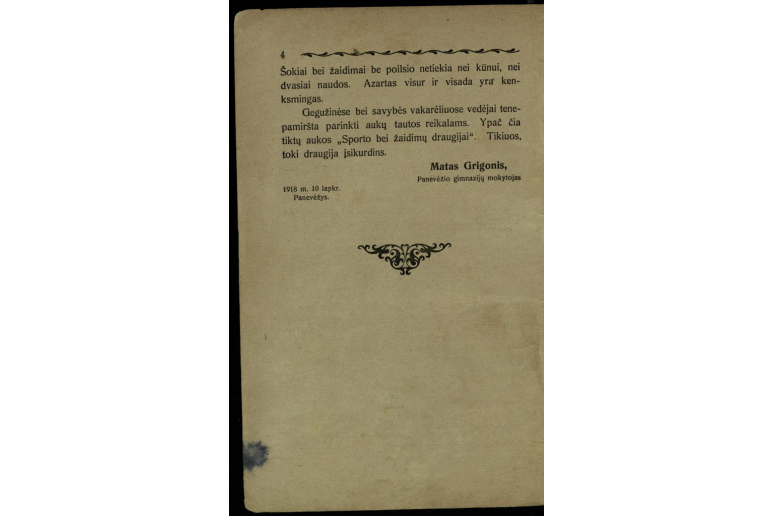 4
Šokiai bei žaidimai be poilsio netiekia nei kūnui, nei
dvasiai naudos. Azartas visur ir visada yra ken-
ksmingas.
Gegužinėse bei savybės vakarėliuose vedėjai tene-
pamiršta parinkti aukų tautos reikalams. Ypač čia
tiktų aukos „Sporto bei žaidimų draugijai“. Tikiuos,
toki draugija įsikurdins.
Matas Grigonis,
Panevėžio gimnazijų mokytojas
1918 m. 10 lapkr.
Panevėžys.